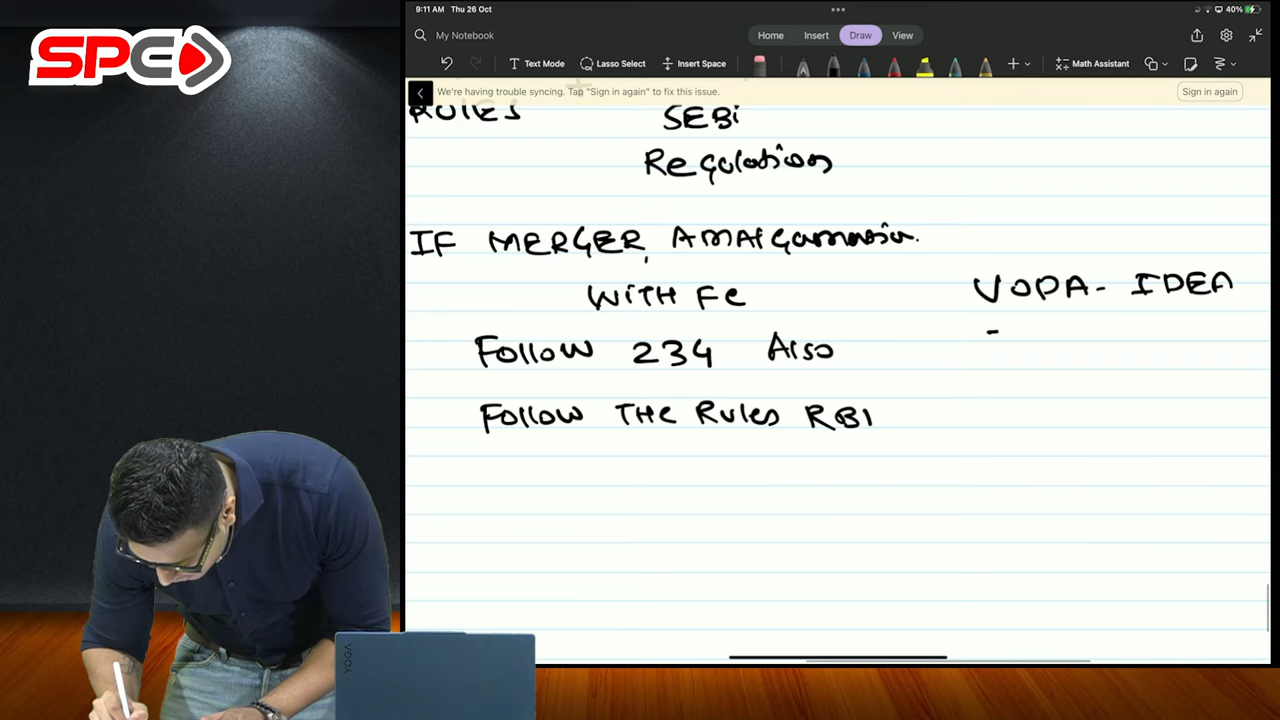 9:11 AM Thu 26 Oct
40%
SPED
My Notebook
Home Insert Draw View
Text Mode Lasso Select Insert Space Math Assistant
We're having trouble syncing. Tap "Sign in again" to fix this issue.
Sign in again
RULES SEBi
Regulations
IF MERGER, AMAlgamation.
WiTH FC
VODA- IDEA
Follow 234 Also
Follow THe Rules RBI
YOGA